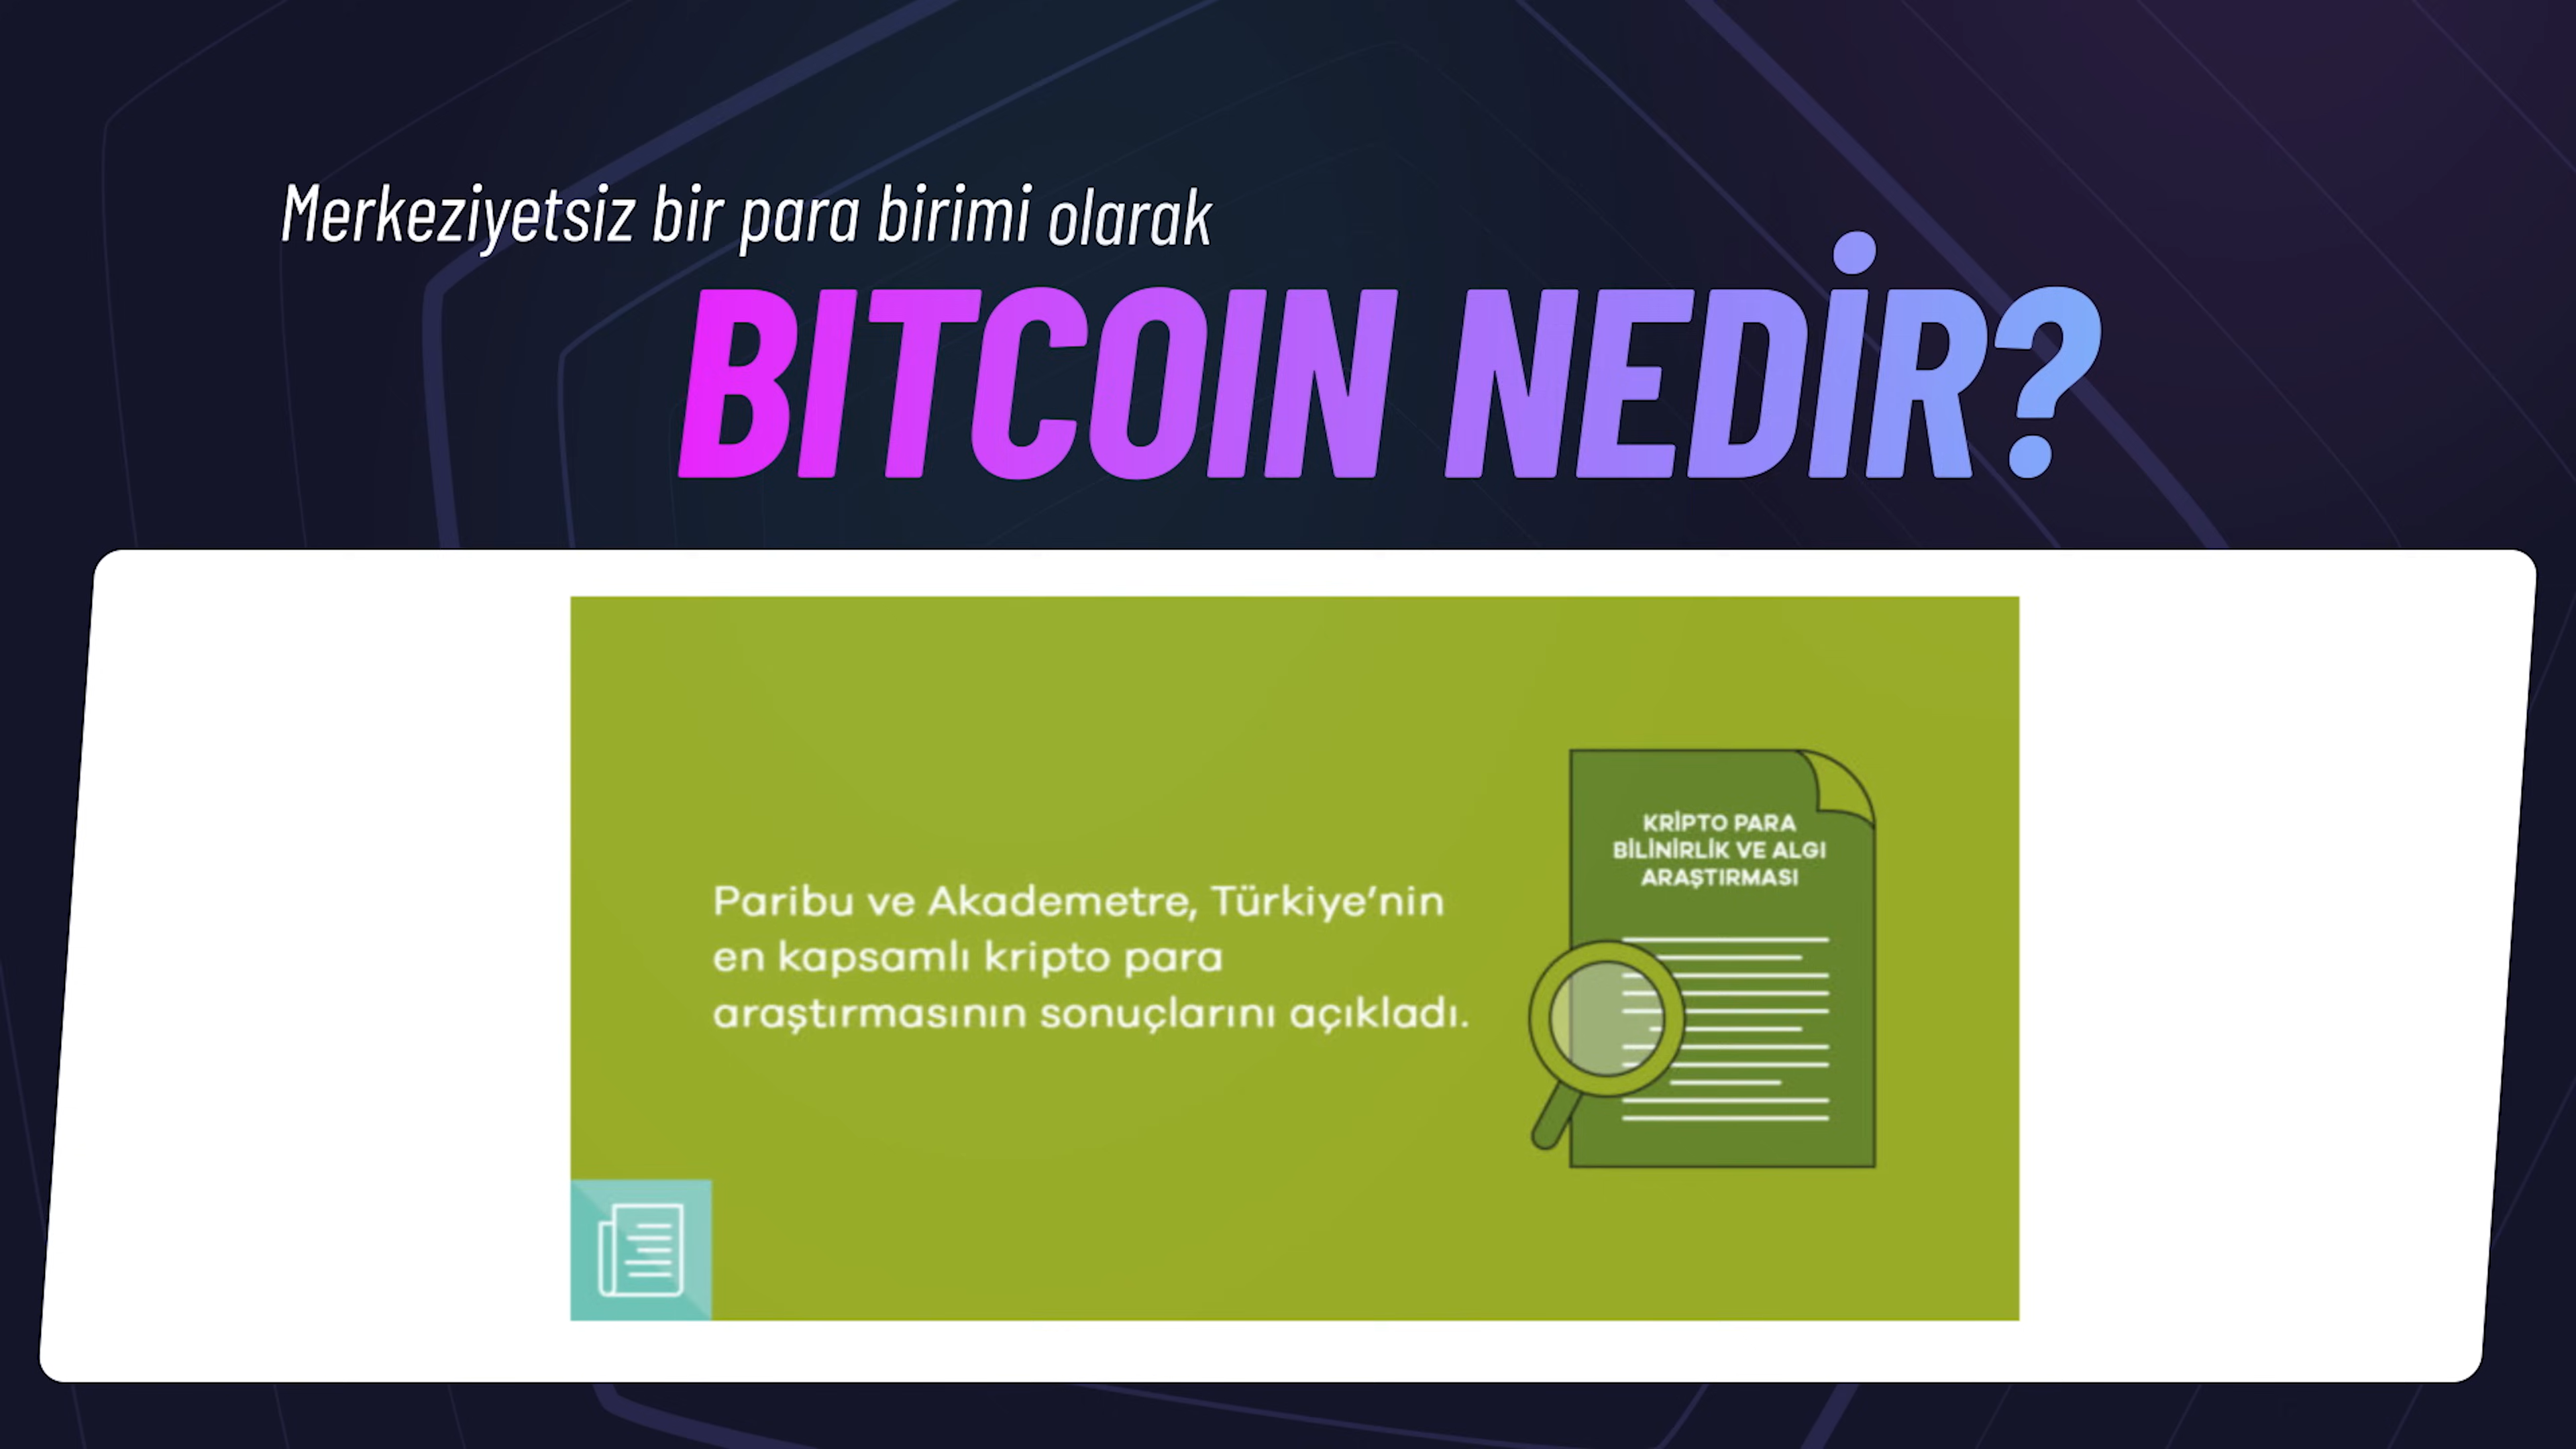 Merkeziyetsiz bir para birimi olarak
BITCOIN NEDİR?
Paribu ve Akademetre, Türkiye'nin
en kapsamlı kripto para
araştırmasının sonuçlarını açıkladı.
KRİPTO PARA
BİLİNİRLİK VE ALGI
ARAŞTIRMASI